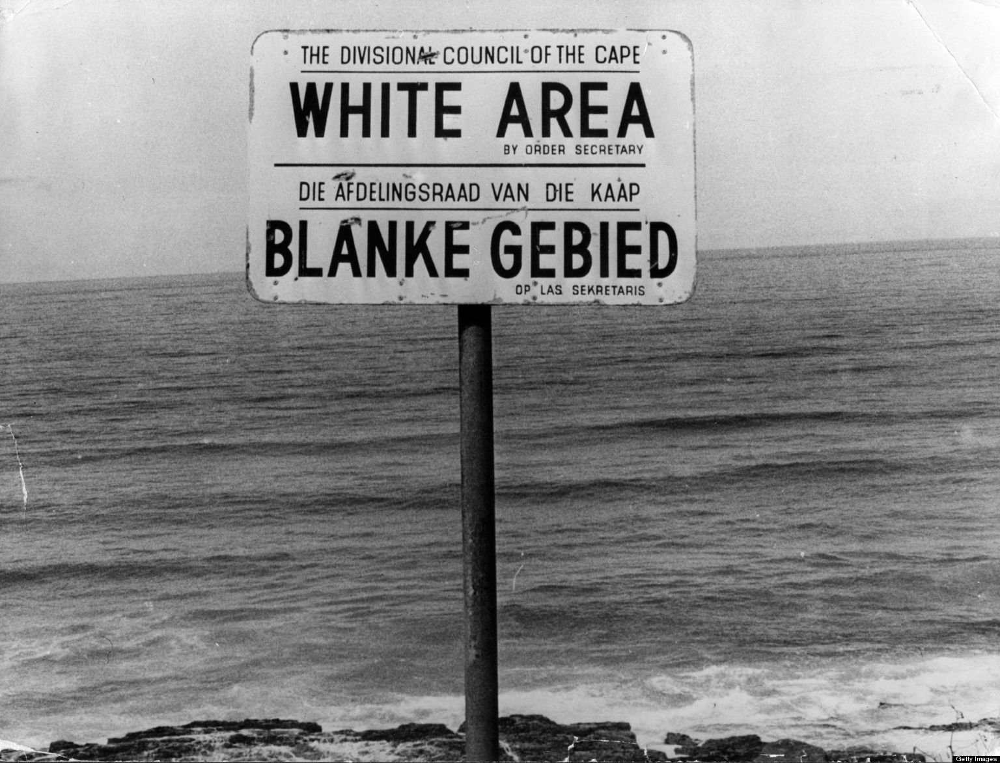 THE DIVISIONAL COUNCIL OF THE CAPE
WHITE AREA
BY ORDER SECRETARY
DIE AFDELINGSRAAD VAN DIE KAAP
BLANKE GEBIED
OP LAS SEKRETARIS
Getty Images